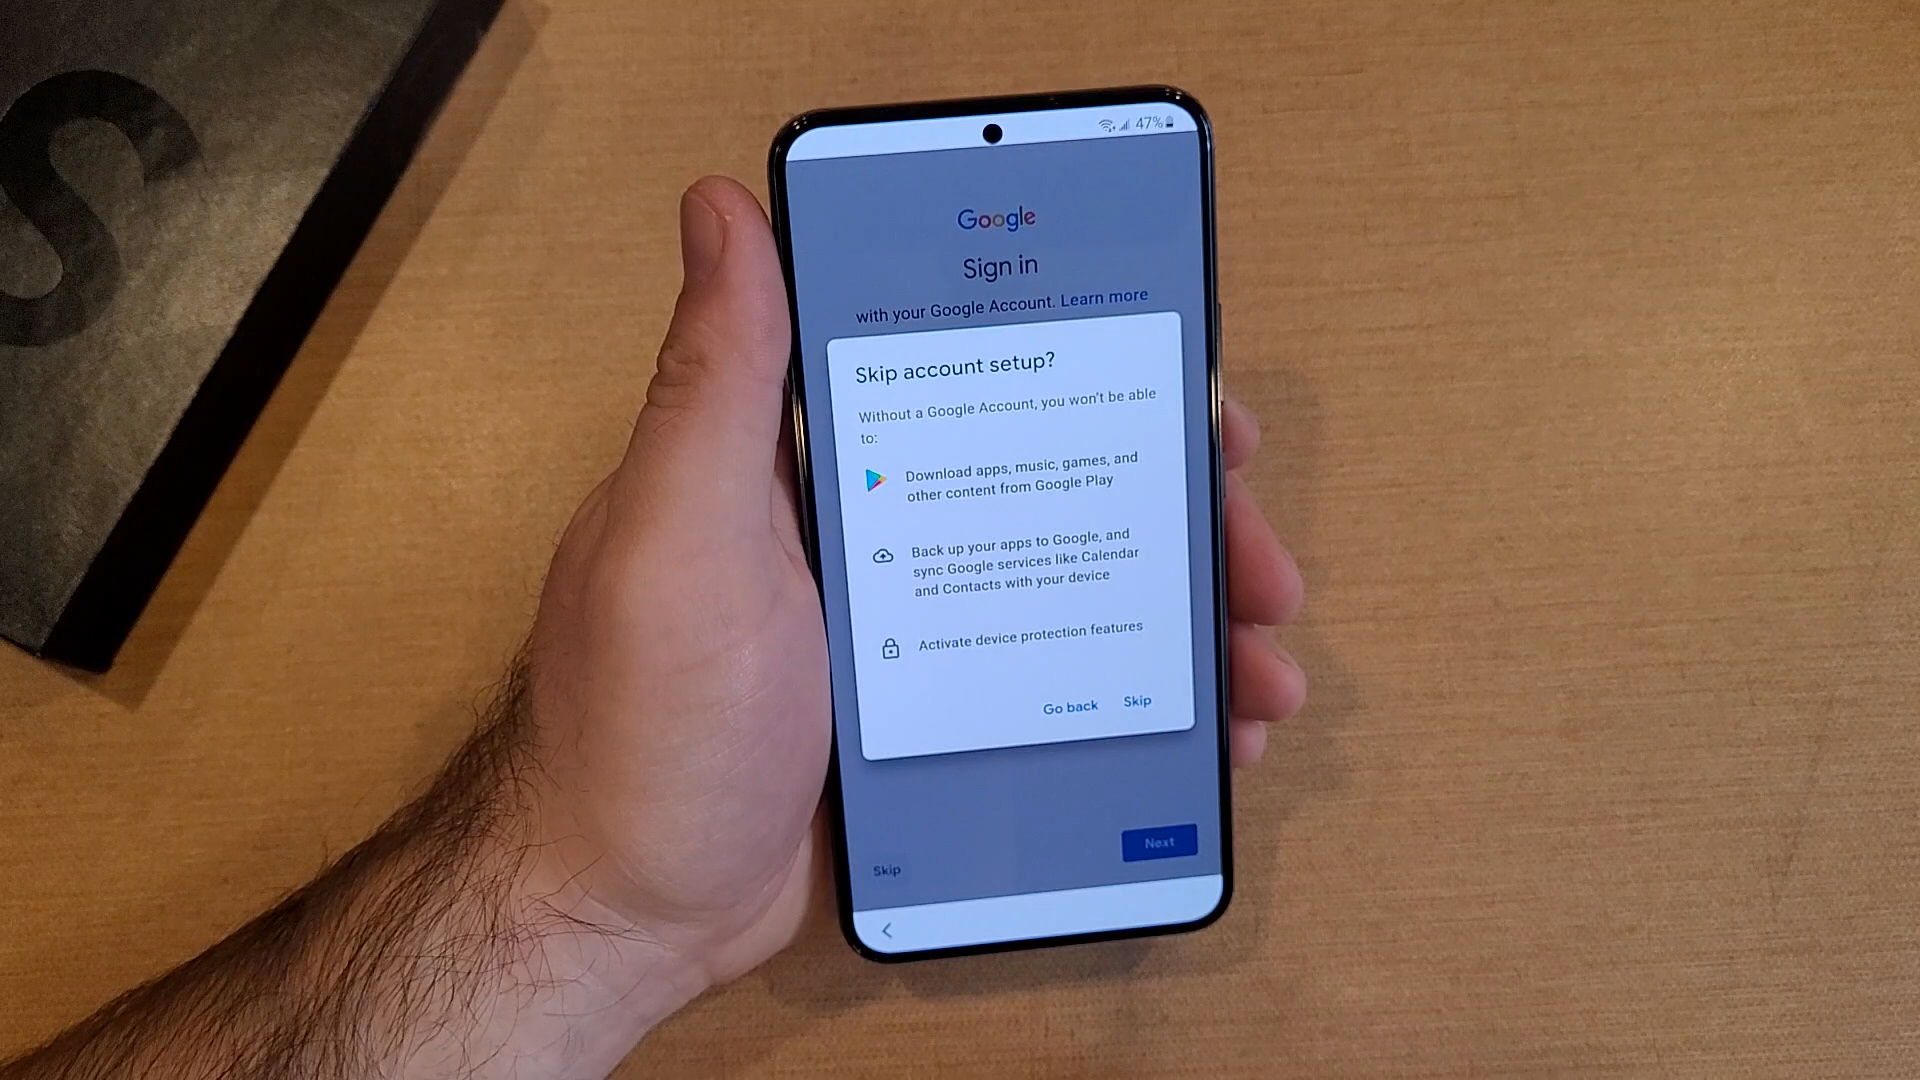 S
47%
Google
Sign in
with your Google Account. Learn more
Skip account setup?
Without a Google Account, you won't be able
to:
Download apps, music, games, and
other content from Google Play
Back up your apps to Google, and
sync Google services like Calendar
and Contacts with your device
Activate device protection features
Go back Skip
Next
Skip